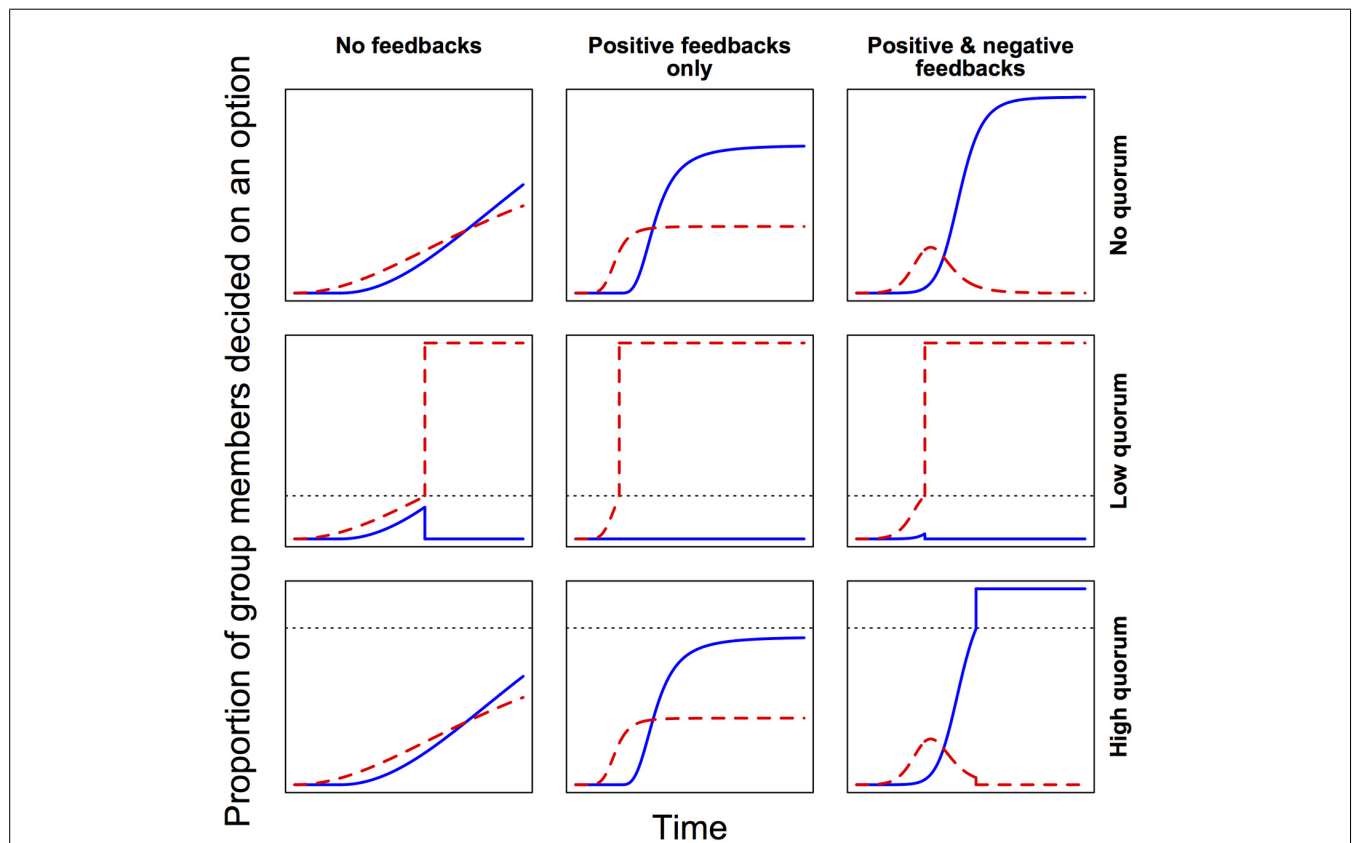 No feedbacks
Positive feedbacks
only
Positive & negative
feedbacks
Proportion of group members decided on an option
No quorum
Low quorum
High quorum
Time